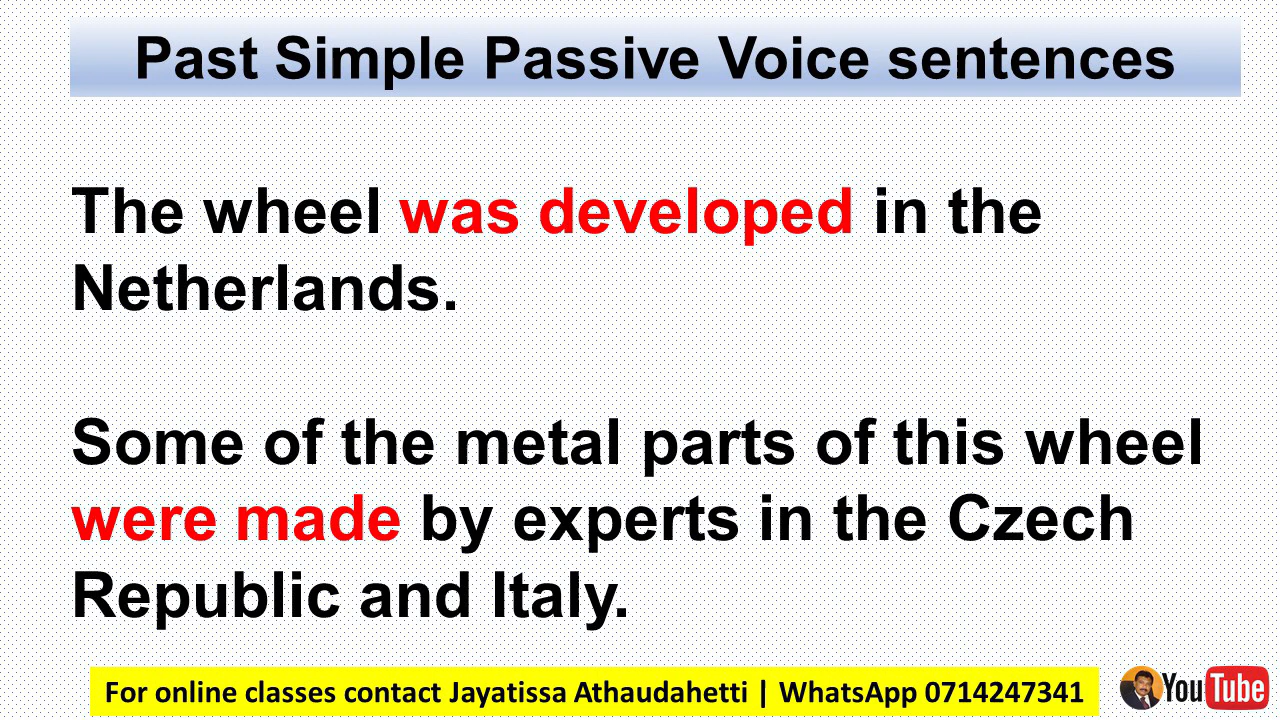 Past Simple Passive Voice sentences
The wheel was developed in the
Netherlands.
Some of the metal parts of this wheel
were made by experts in the Czech
Republic and Italy.
For online classes contact Jayatissa Athaudahetti | WhatsApp 0714247341
YouTube